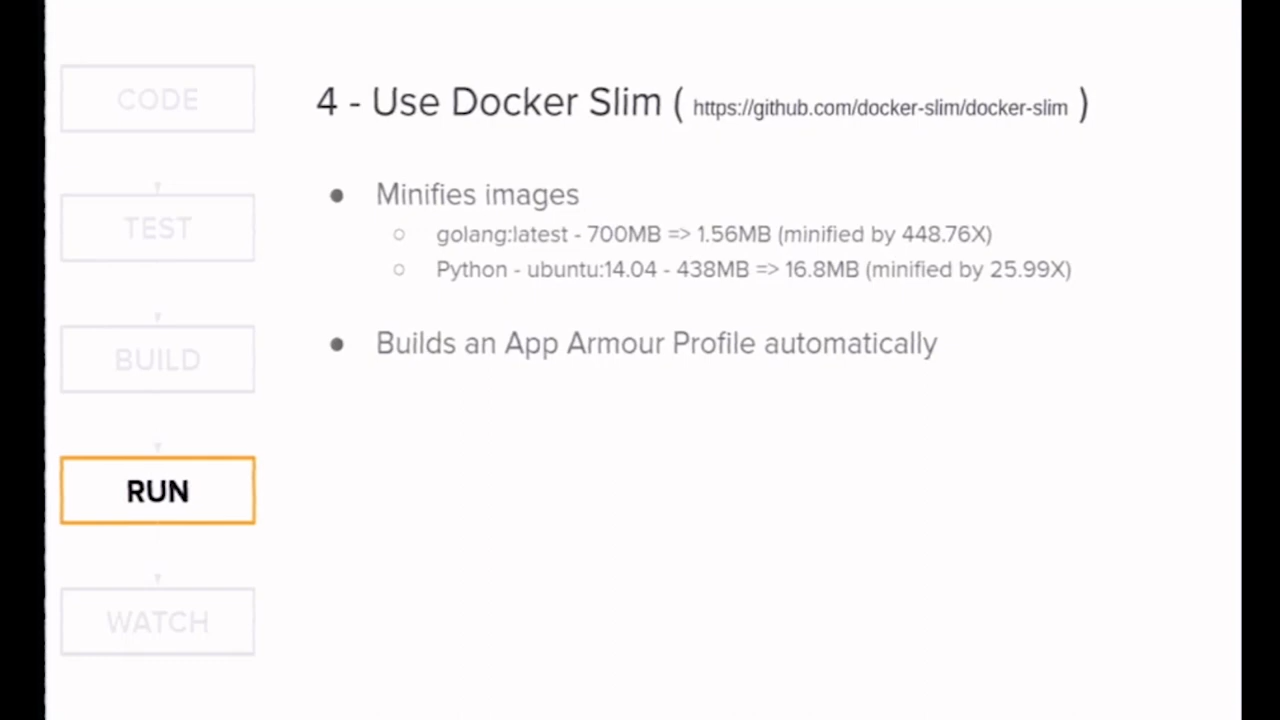 CODE
TEST
BUILD
RUN
WATCH
4 - Use Docker Slim ( https://github.com/docker-slim/docker-slim )
● Minifies images
○ golang:latest - 700MB => 1.56MB (minified by 448.76X)
○ Python - ubuntu:14.04 - 438MB => 16.8MB (minified by 25.99X)
● Builds an App Armour Profile automatically